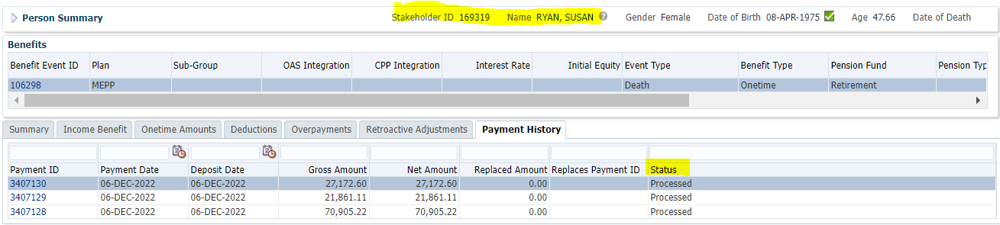 Person Summary Stakeholder ID 169319 Name RYAN, SUSAN Gender Female Date of Birth 08-APR-1975 Age 47.66 Date of Death
Benefits
Benefit Event ID Plan Sub-Group OAS Integration CPP Integration Interest Rate Initial Equity Event Type Benefit Type Pension Fund Pension Typ
106298 MEPP Death Onetime Retirement
Summary Income Benefit Onetime Amounts Deductions Overpayments Retroactive Adjustments Payment History
Payment ID Payment Date Deposit Date Gross Amount Net Amount Replaced Amount Replaces Payment ID Status
3407130 06-DEC-2022 06-DEC-2022 27,172.60 27,172.60 0.00 Processed
3407129 06-DEC-2022 06-DEC-2022 21,861.11 21,861.11 0.00 Processed
3407128 06-DEC-2022 06-DEC-2022 70,905.22 70,905.22 0.00 Processed